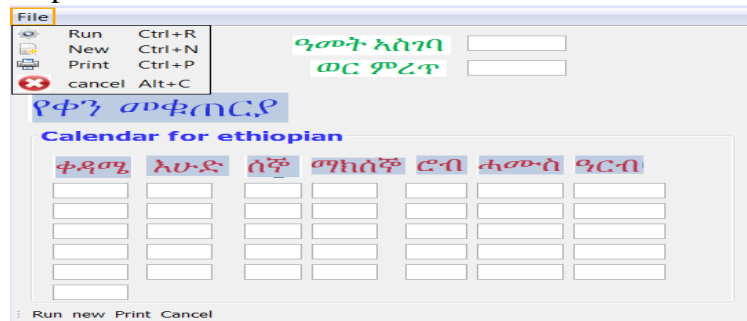 File
Run Ctrl+R
New Ctrl+N
Print Ctrl+P
cancel Alt+C
ዓመት አስገባ
ወር ምረጥ
የቀን መቁጠርያ
Calendar for ethiopian
ቀዳሜ እሁድ ሰኞ ማክሰኞ ሮብ ሓሙስ ዓርብ
Run new Print Cancel